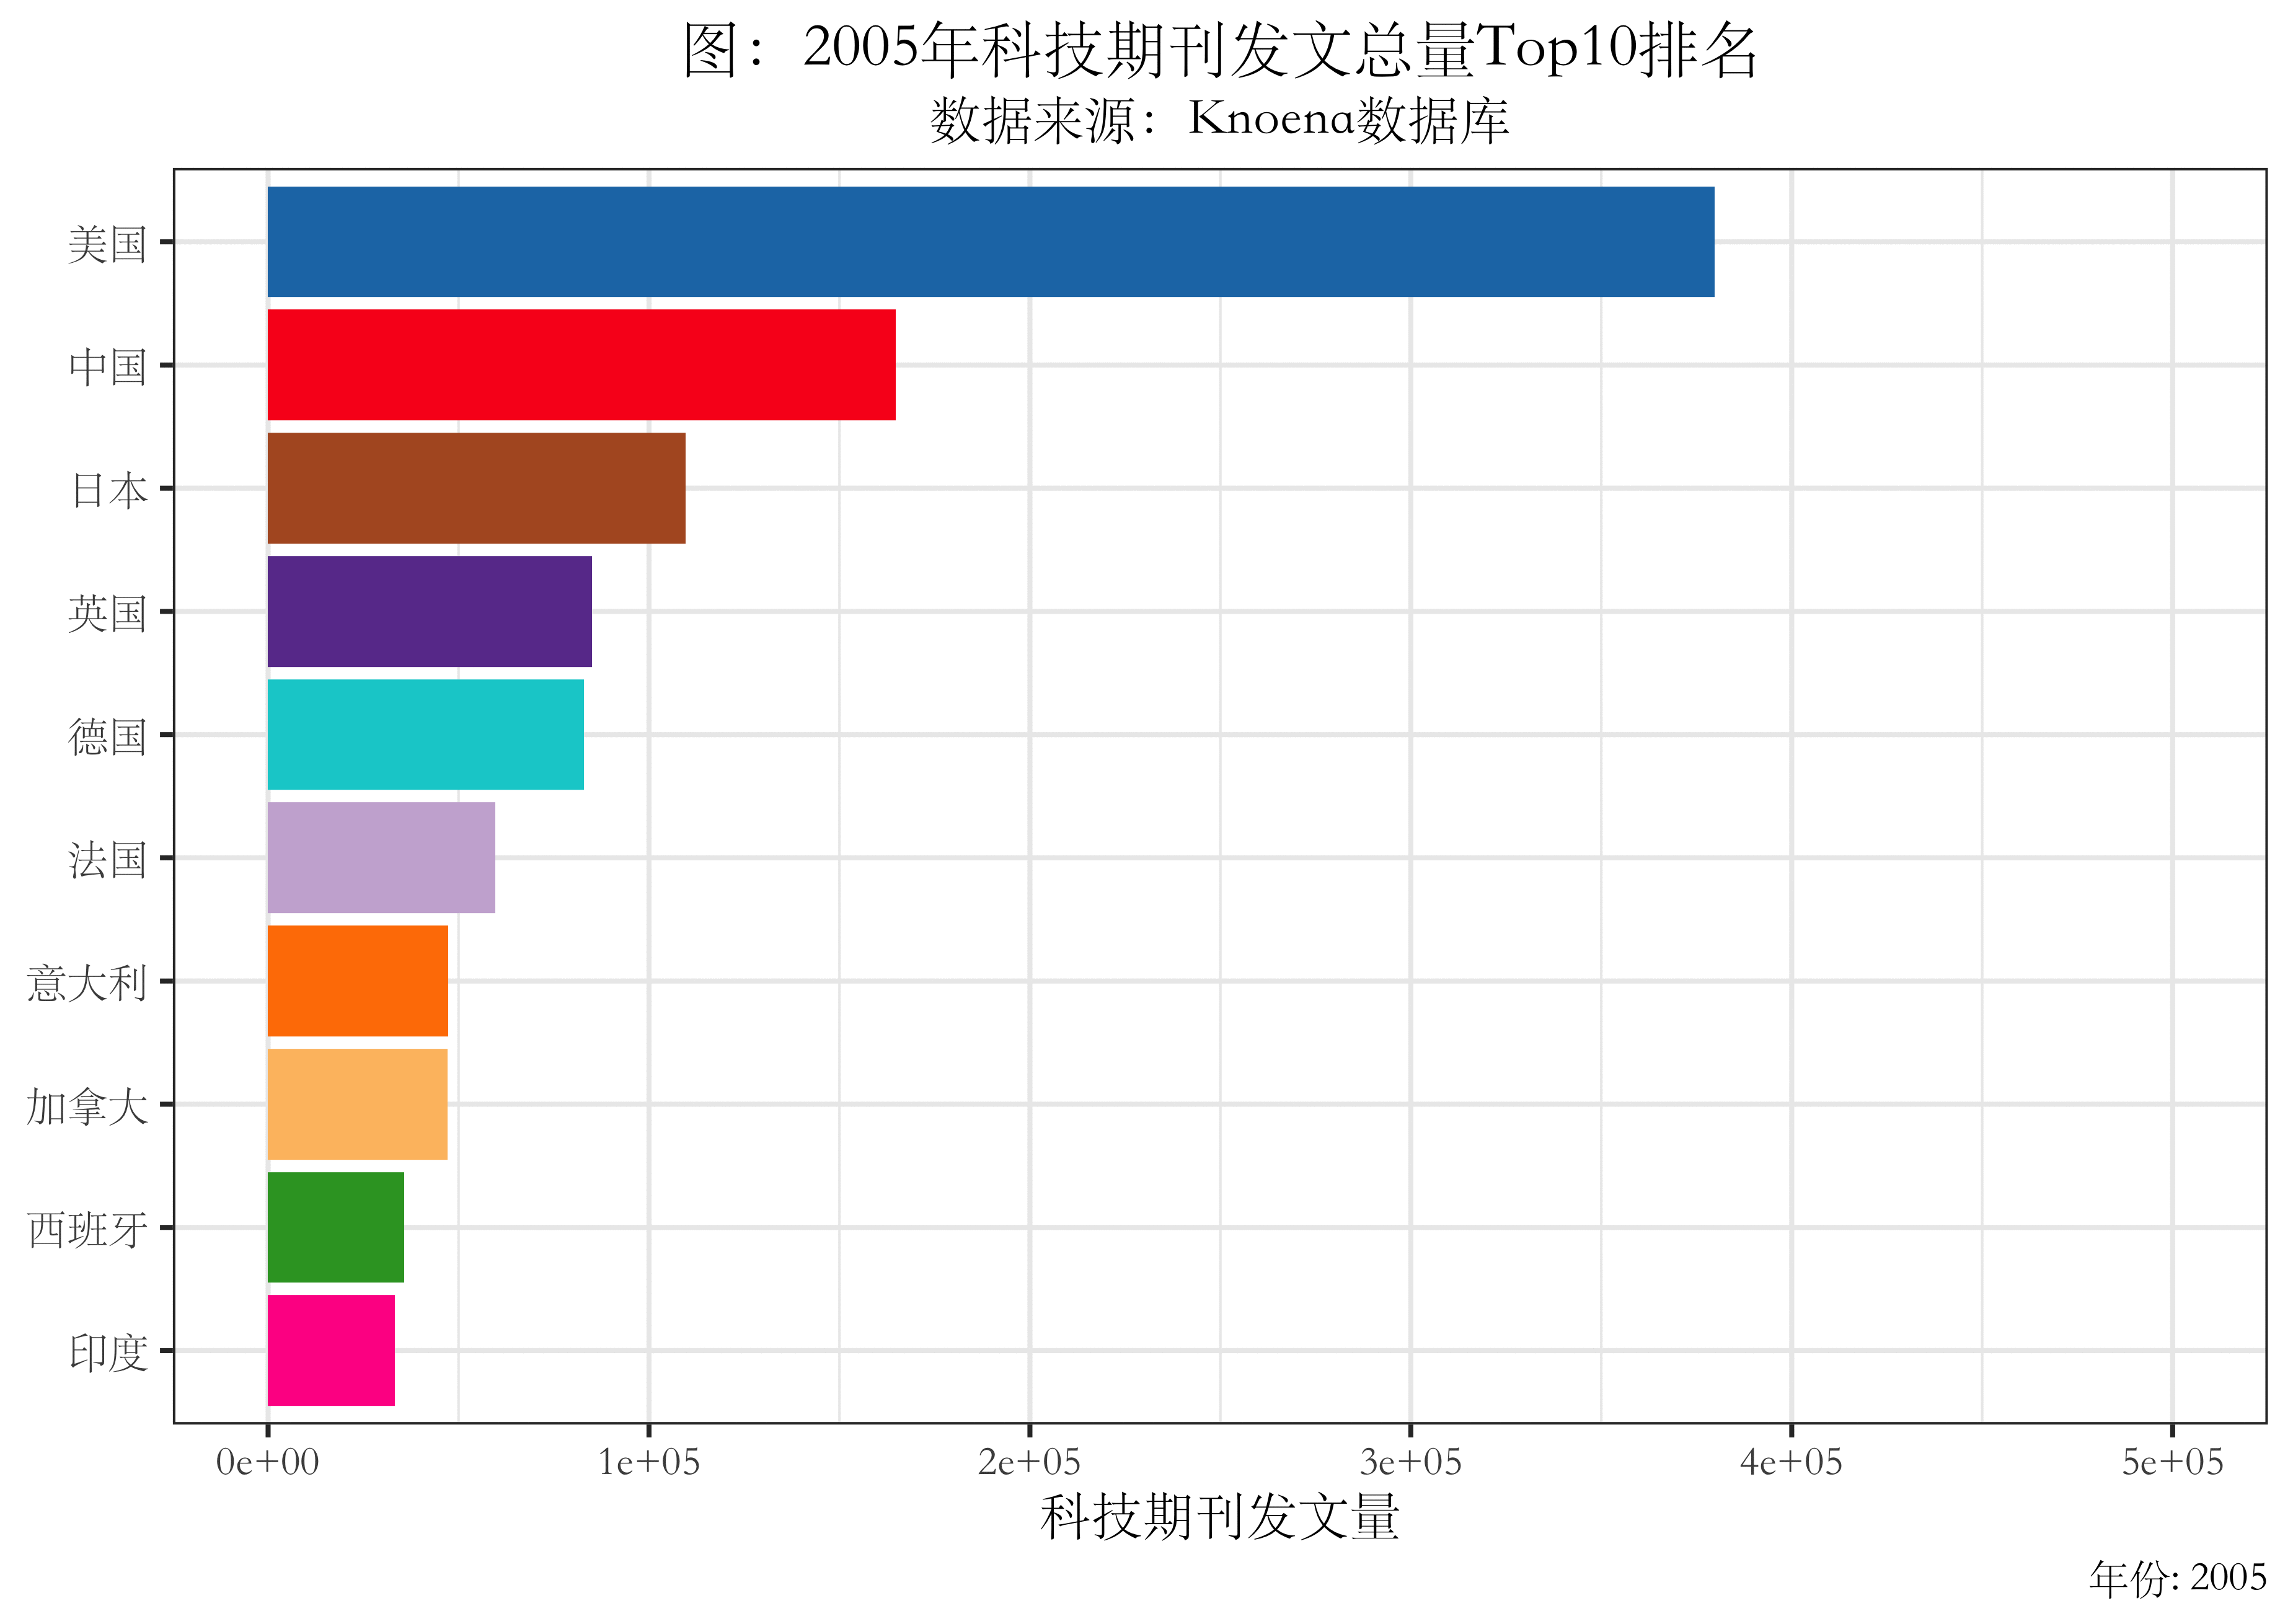 图：2005年科技期刊发文总量Top10排名
数据来源：Knoena数据库
美国
中国
日本
英国
德国
法国
意大利
加拿大
西班牙
印度
0e+00 1e+05 2e+05 3e+05 4e+05 5e+05
科技期刊发文量
年份: 2005